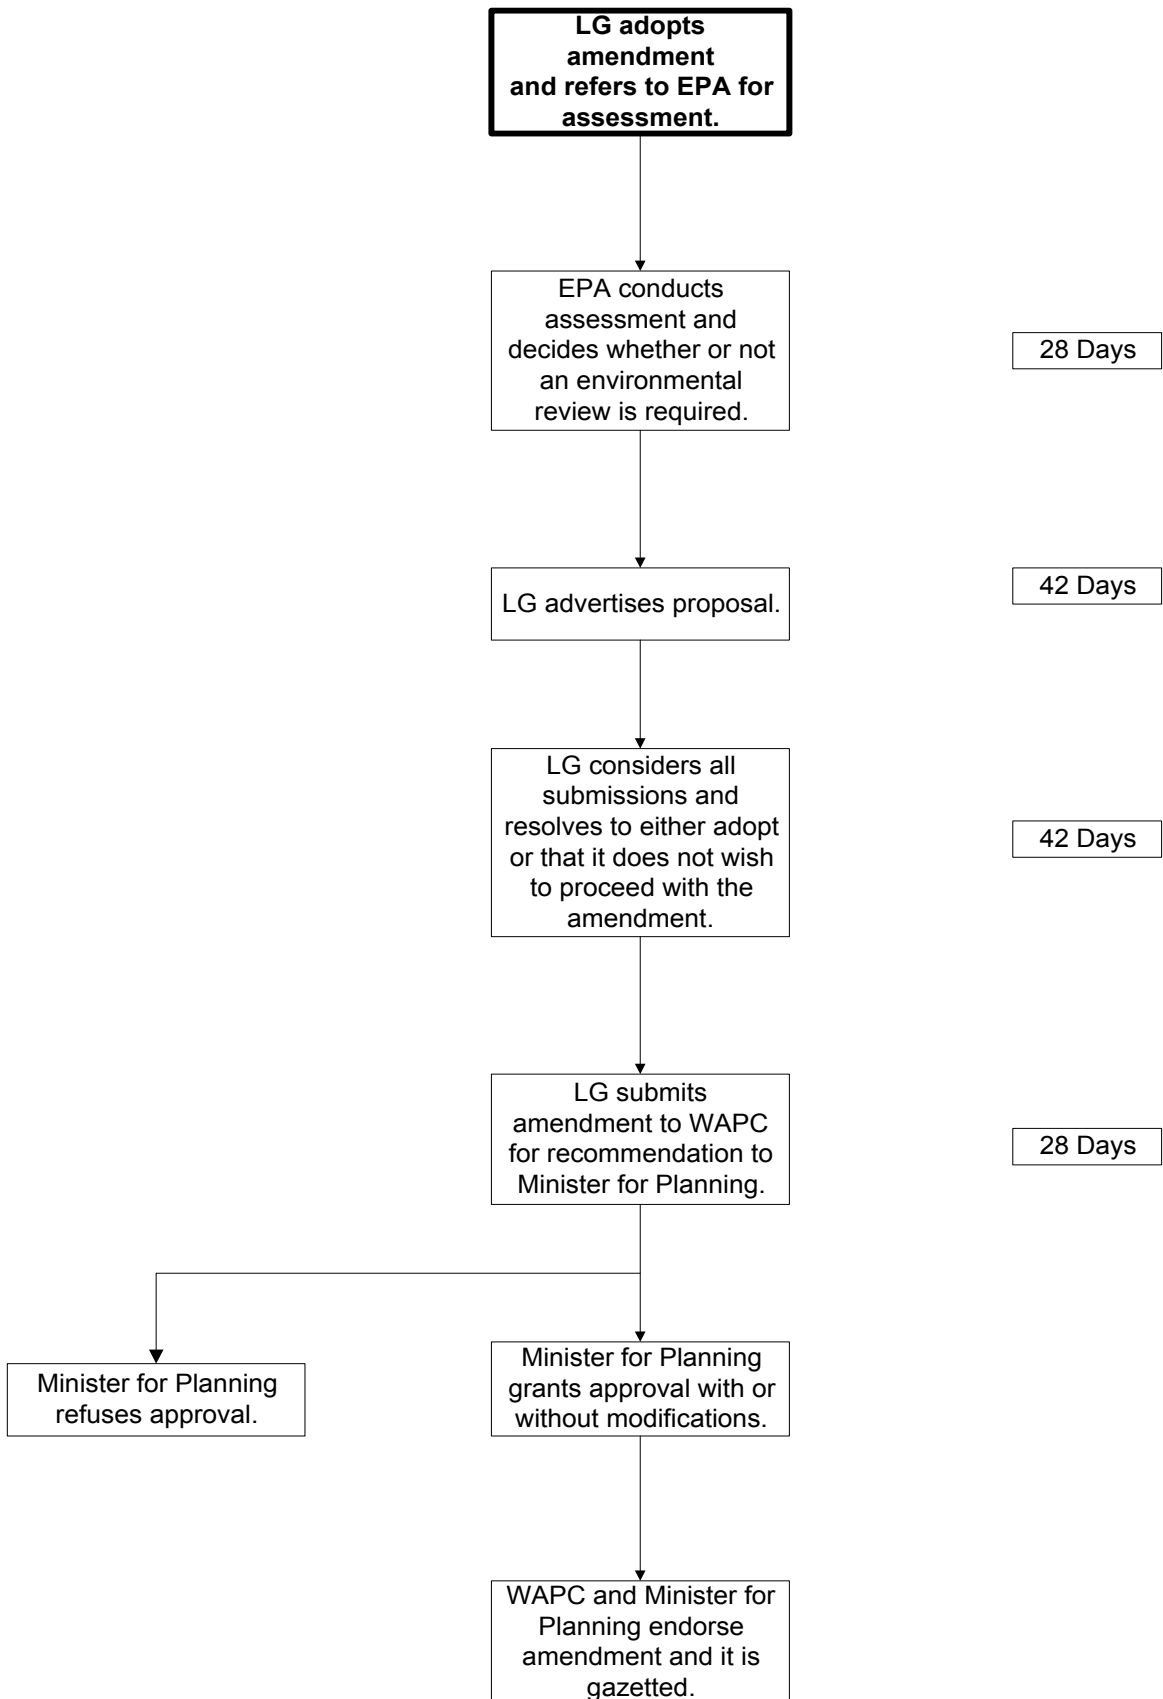 LG adopts
amendment
and refers to EPA for
assessment.
EPA conducts
assessment and
decides whether or not
an environmental
review is required.
28 Days
LG advertises proposal.
42 Days
LG considers all
submissions and
resolves to either adopt
or that it does not wish
to proceed with the
amendment.
42 Days
LG submits
amendment to WAPC
for recommendation to
Minister for Planning.
28 Days
Minister for Planning
refuses approval.
Minister for Planning
grants approval with or
without modifications.
WAPC and Minister for
Planning endorse
amendment and it is
gazetted.